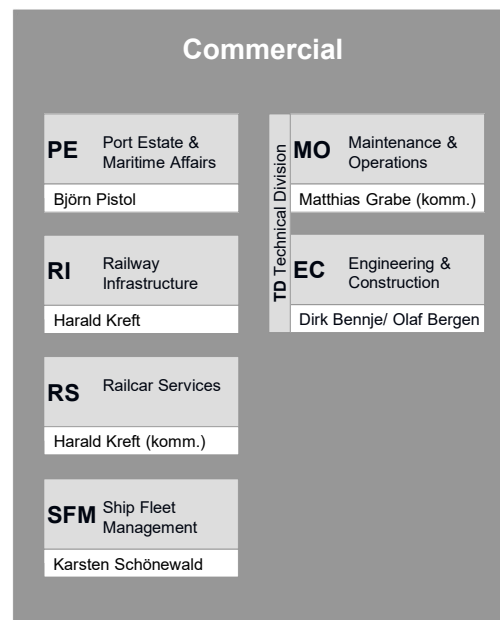 Commercial
PE Port Estate &
Maritime Affairs
Björn Pistol
RI Railway
Infrastructure
Harald Kreft
RS Railcar Services
Harald Kreft (komm.)
SFM Ship Fleet
Management
Karsten Schönewald
TD Technical Division
MO Maintenance &
Operations
Matthias Grabe (komm.)
EC Engineering &
Construction
Dirk Bennje/ Olaf Bergen